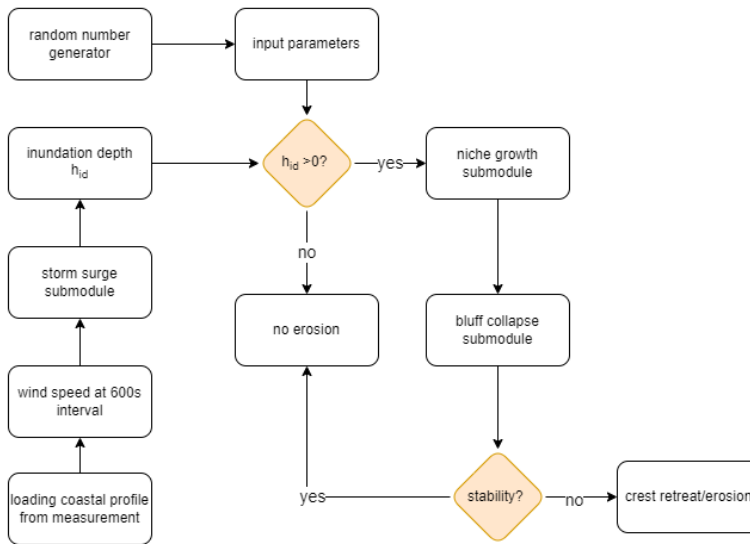 random number
generator
input parameters
inundation depth
h_id
h_id >0?
yes
niche growth
submodule
no
storm surge
submodule
no erosion
bluff collapse
submodule
wind speed at 600s
interval
loading coastal profile
from measurement
yes
stability?
no
crest retreat/erosion